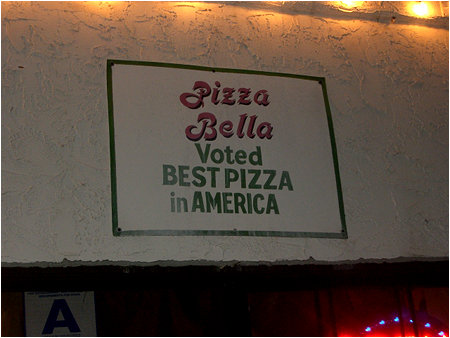 Pizza
Bella
Voted
BEST PIZZA
in AMERICA
A